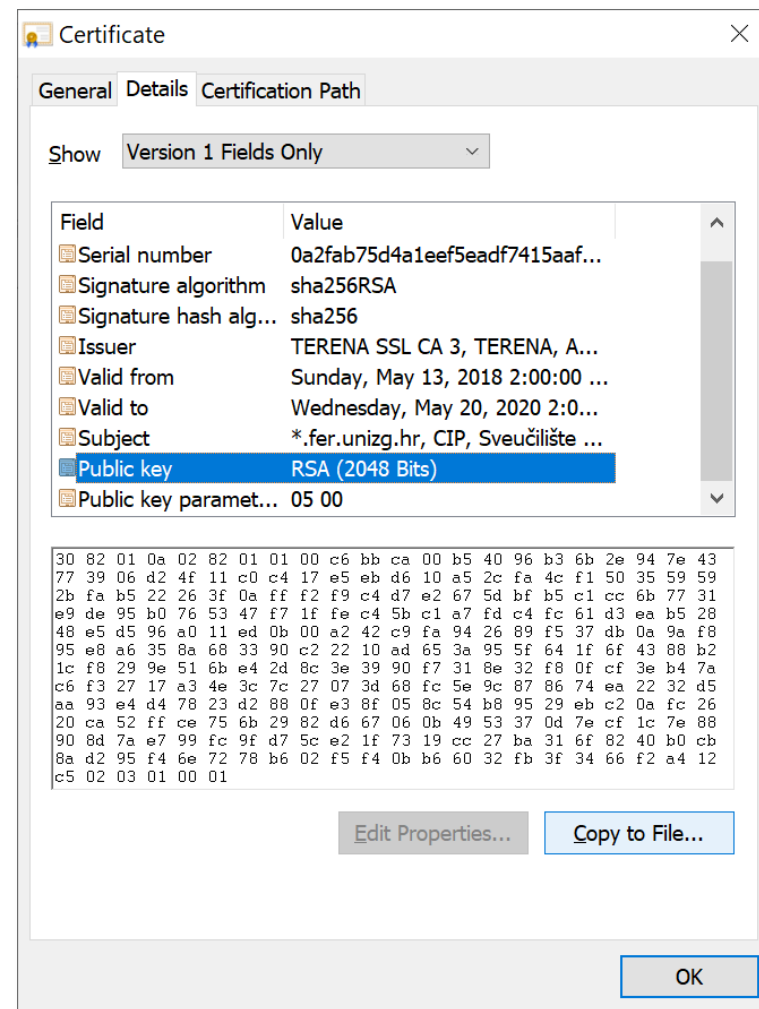 Certificate
General Details Certification Path
Show Version 1 Fields Only
Field Value
Serial number 0a2fab75d4a1eef5eadf7415aaf...
Signature algorithm sha256RSA
Signature hash alg... sha256
Issuer TERENA SSL CA 3, TERENA, A...
Valid from Sunday, May 13, 2018 2:00:00 ...
Valid to Wednesday, May 20, 2020 2:0...
Subject *.fer.unizg.hr, CIP, Sveučilište ...
Public key RSA (2048 Bits)
Public key paramet... 05 00
30 82 01 0a 02 82 01 01 00 c6 bb ca 00 b5 40 96 b3 6b 2e 94 7e 43
77 39 06 d2 4f 11 c0 c4 17 e5 eb d6 10 a5 2c fa 4c f1 50 35 59 59
2b fa b5 22 26 3f 0a ff f2 f9 c4 d7 e2 67 5d bf b5 c1 cc 6b 77 31
e9 de 95 b0 76 53 47 f7 1f fe c4 5b c1 a7 fd c4 fc 61 d3 ea b5 28
48 e5 d5 96 a0 11 ed 0b 00 a2 42 c9 fa 94 26 89 f5 37 db 0a 9a f8
95 e8 a6 35 8a 68 33 90 c2 22 10 ad 65 3a 95 5f 64 1f 6f 43 88 b2
1c f8 29 9e 51 6b e4 2d 8c 3e 39 90 f7 31 8e 32 f8 0f cf 3e b4 7a
c6 f3 27 17 a3 4e 3c 7c 27 07 3d 68 fc 5e 9c 87 86 74 ea 22 32 d5
aa 93 e4 d4 78 23 d2 88 0f e3 8f 05 8c 54 b8 95 29 eb c2 0a fc 26
20 ca 52 ff ce 75 6b 29 82 d6 67 06 0b 49 53 37 0d 7e cf 1c 7e 88
90 8d 7a e7 99 fc 9f d7 5c e2 1f 73 19 cc 27 ba 31 6f 82 40 b0 cb
8a d2 95 f4 6e 72 78 b6 02 f5 f4 0b b6 60 32 fb 3f 34 66 f2 a4 12
c5 02 03 01 00 01
Edit Properties... Copy to File...
OK